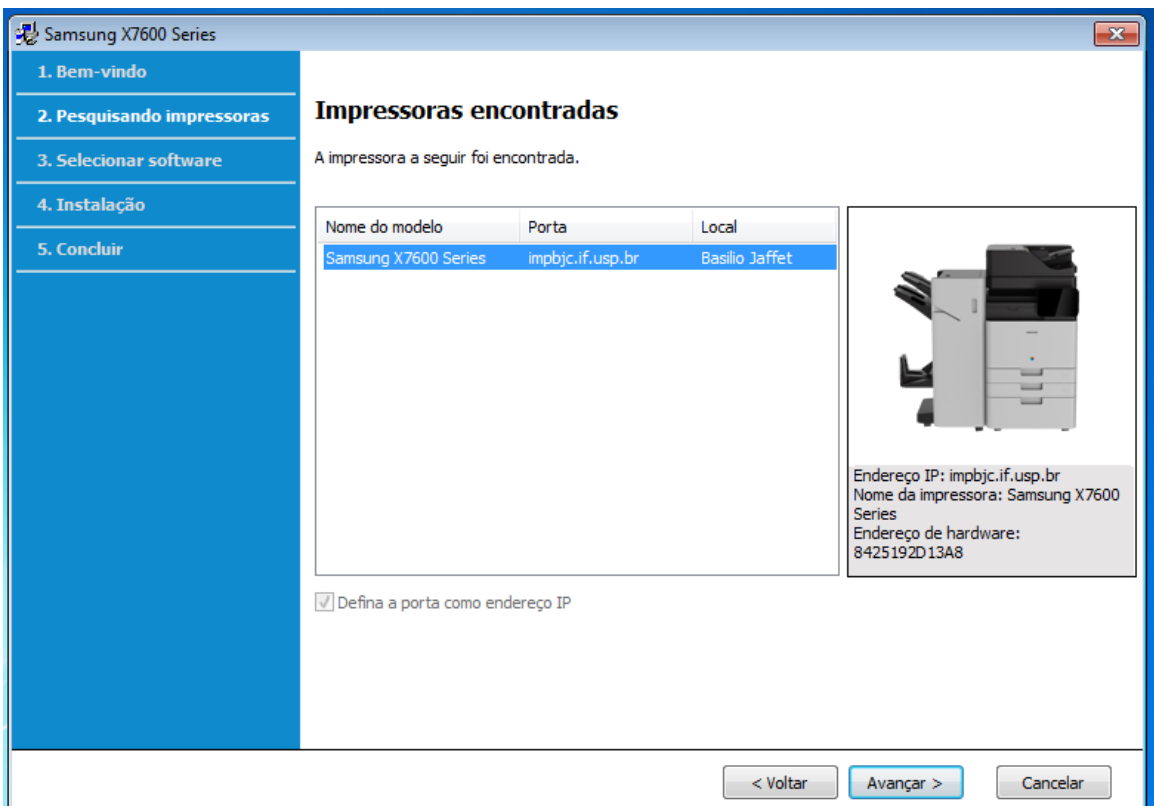 Samsung X7600 Series
1. Bem-vindo
2. Pesquisando impressoras
3. Selecionar software
4. Instalação
5. Concluir
Impressoras encontradas
A impressora a seguir foi encontrada.
Nome do modelo Porta Local
Samsung X7600 Series impbjc.if.usp.br Basilio Jaffet
Endereço IP: impbjc.if.usp.br
Nome da impressora: Samsung X7600
Series
Endereço de hardware:
8425192D13A8
Defina a porta como endereço IP
< Voltar Avançar > Cancelar